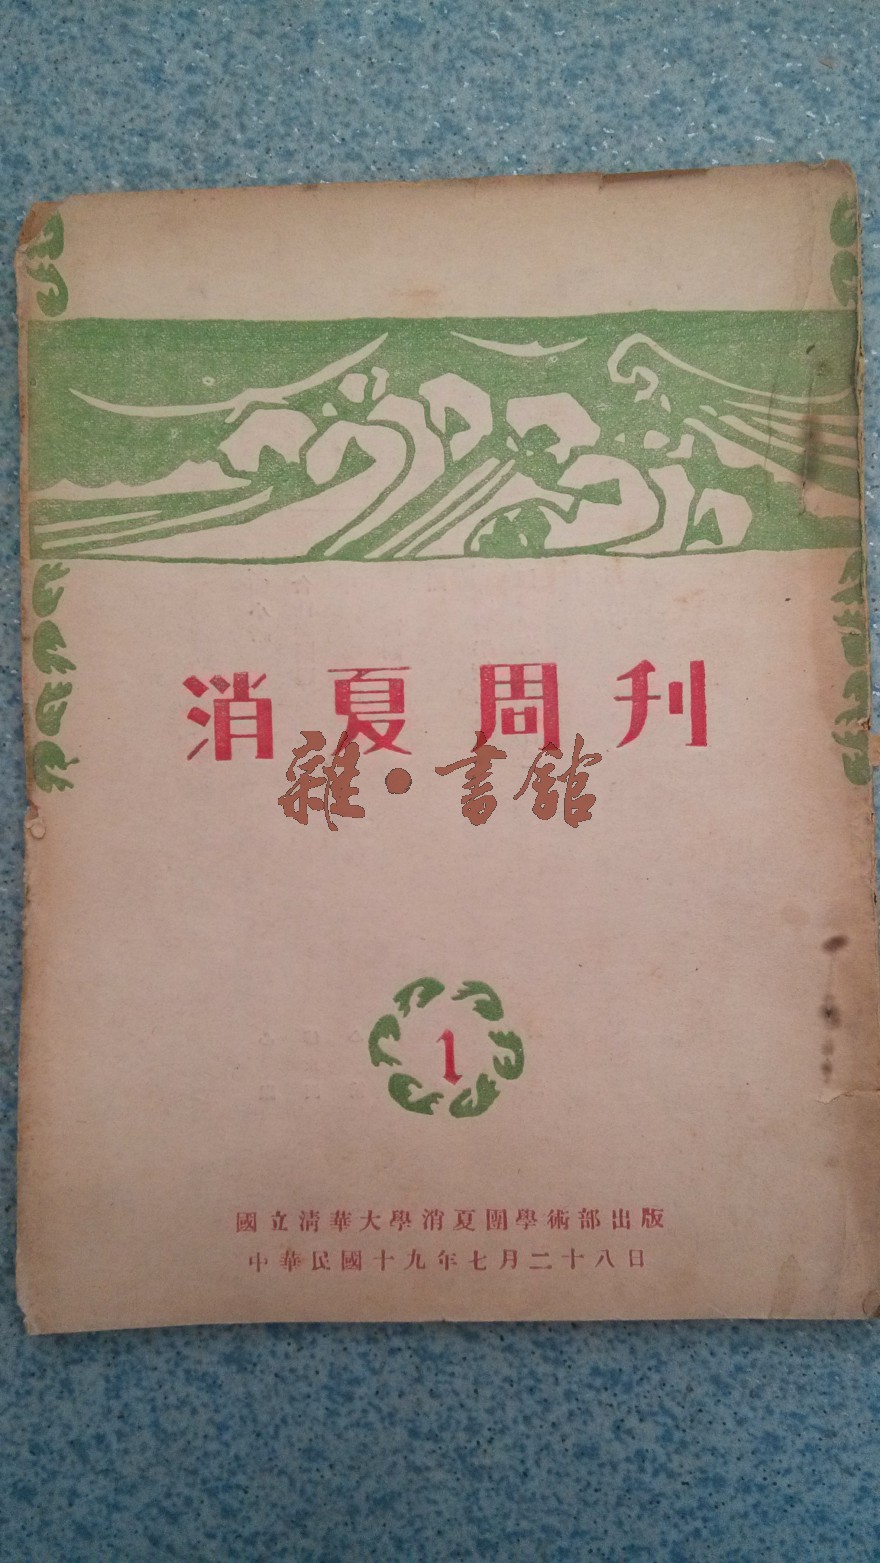 消夏周刊
雜·書館
1
國立清華大學消夏團學術部出版
中華民國十九年七月二十八日